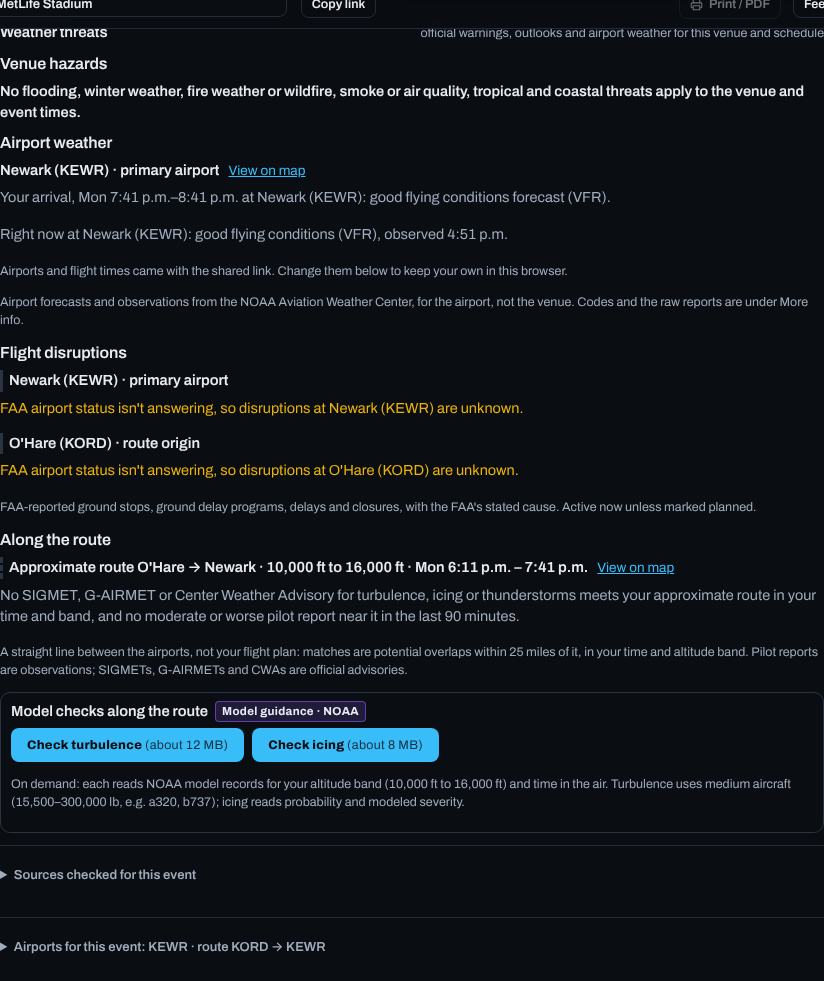 MetLife Stadium
Copy link
Print / PDF
Weather threats
official warnings, outlooks and airport weather for this venue and schedule
Venue hazards
No flooding, winter weather, fire weather or wildfire, smoke or air quality, tropical and coastal threats apply to the venue and
event times.
Airport weather
Newark (KEWR) · primary airport View on map
Your arrival, Mon 7:41 p.m.–8:41 p.m. at Newark (KEWR): good flying conditions forecast (VFR).
Right now at Newark (KEWR): good flying conditions (VFR), observed 4:51 p.m.
Airports and flight times came with the shared link. Change them below to keep your own in this browser.
Airport forecasts and observations from the NOAA Aviation Weather Center, for the airport, not the venue. Codes and the raw reports are under More
info.
Flight disruptions
Newark (KEWR) · primary airport
FAA airport status isn't answering, so disruptions at Newark (KEWR) are unknown.
O'Hare (KORD) · route origin
FAA airport status isn't answering, so disruptions at O'Hare (KORD) are unknown.
FAA-reported ground stops, ground delay programs, delays and closures, with the FAA's stated cause. Active now unless marked planned.
Along the route
Approximate route O'Hare → Newark · 10,000 ft to 16,000 ft · Mon 6:11 p.m. – 7:41 p.m. View on map
No SIGMET, G-AIRMET or Center Weather Advisory for turbulence, icing or thunderstorms meets your approximate route in your
time and band, and no moderate or worse pilot report near it in the last 90 minutes.
A straight line between the airports, not your flight plan: matches are potential overlaps within 25 miles of it, in your time and altitude band. Pilot reports
are observations; SIGMETs, G-AIRMETs and CWAs are official advisories.
Model checks along the route Model guidance · NOAA
Check turbulence (about 12 MB)
Check icing (about 8 MB)
On demand: each reads NOAA model records for your altitude band (10,000 ft to 16,000 ft) and time in the air. Turbulence uses medium aircraft
(15,500–300,000 lb, e.g. a320, b737); icing reads probability and modeled severity.
Sources checked for this event
Airports for this event: KEWR · route KORD → KEWR